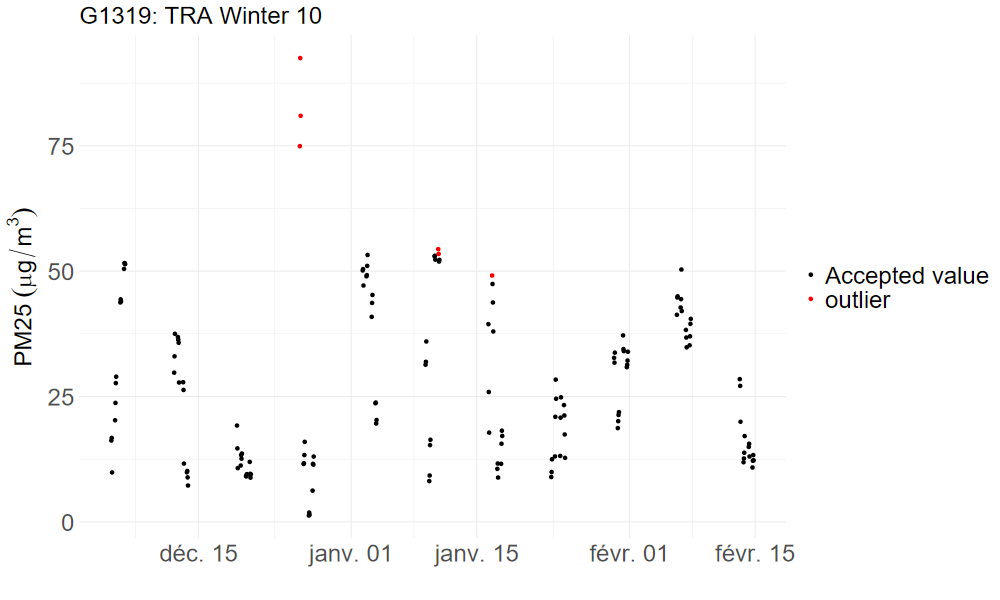 G1319: TRA Winter 10
PM25 (μg/m³)
75
50
25
0
déc. 15
janv. 01
janv. 15
févr. 01
févr. 15
Accepted value
outlier